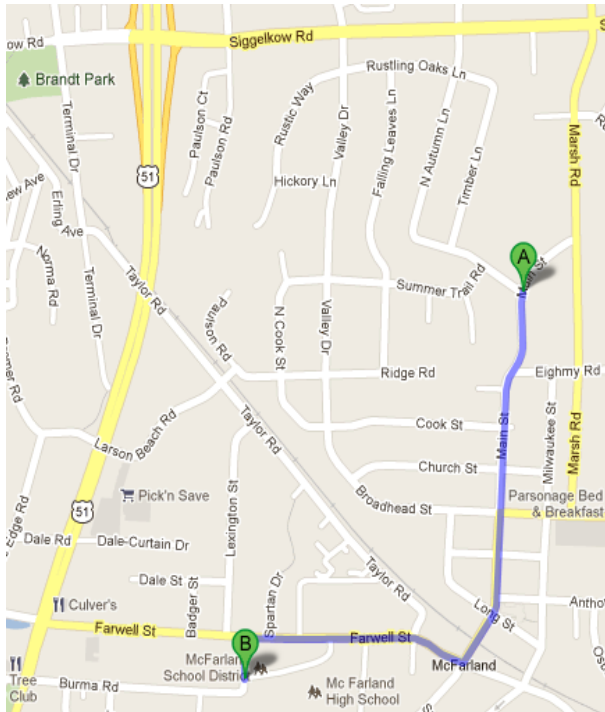 Siggelkow Rd
ow Rd
Brandt Park
Terminal Dr
Paulson Ct
Paulson Rd
Rustic Way
Rustling Oaks Ln
Valley Dr
Falling Leaves Ln
N Autumn Ln
Timber Ln
Marsh Rd
Hickory Ln
51
Erling Ave
Norma Rd
Terminal Dr
Taylor Rd
Paulson Rd
N Cook St
Valley Dr
Summer Trail Rd
A
Main St
Ridge Rd
Eighmy Rd
Larson Beach Rd
Taylor Rd
Cook St
Main St
Milwaukee St
Marsh Rd
Church St
Pick'n Save
51
Lexington St
Broadhead St
Parsonage Bed
& Breakfast
Edge Rd
Dale Rd
Dale-Curtain Dr
Dale St
Badger St
Spartan Dr
Taylor Rd
Long St
Culver's
Farwell St
Farwell St
B
McFarland
School District
McFarland
Tree
Club
Burma Rd
Mc Farland
High School